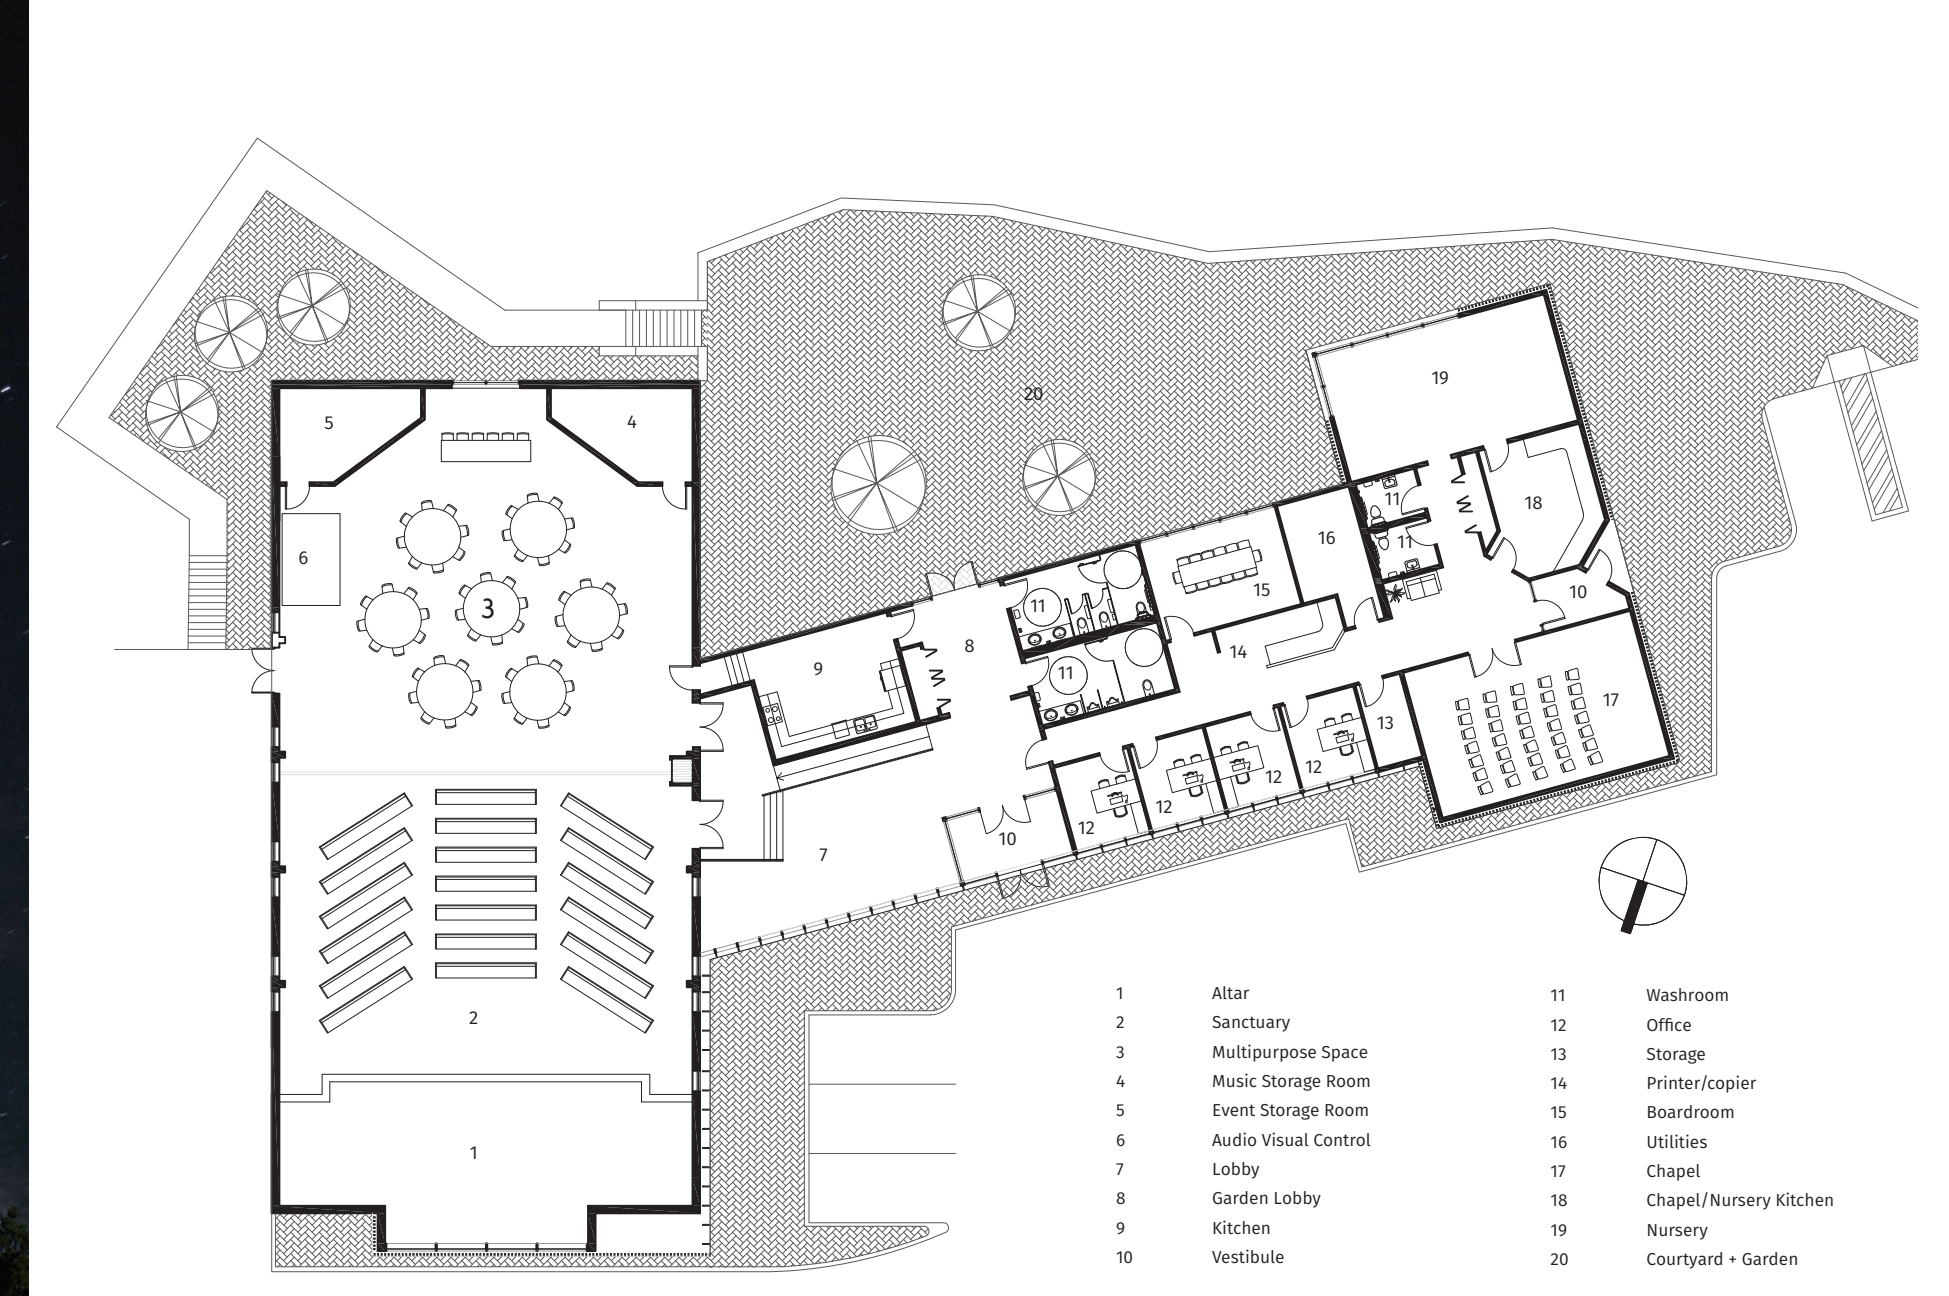 19
20
5
4
11
18
6
16
11
15
10
3
11
8
14
9
11
17
13
12
12
12
12
10
7
2
1
1 Altar
2 Sanctuary
3 Multipurpose Space
4 Music Storage Room
5 Event Storage Room
6 Audio Visual Control
7 Lobby
8 Garden Lobby
9 Kitchen
10 Vestibule
11 Washroom
12 Office
13 Storage
14 Printer/copier
15 Boardroom
16 Utilities
17 Chapel
18 Chapel/Nursery Kitchen
19 Nursery
20 Courtyard + Garden